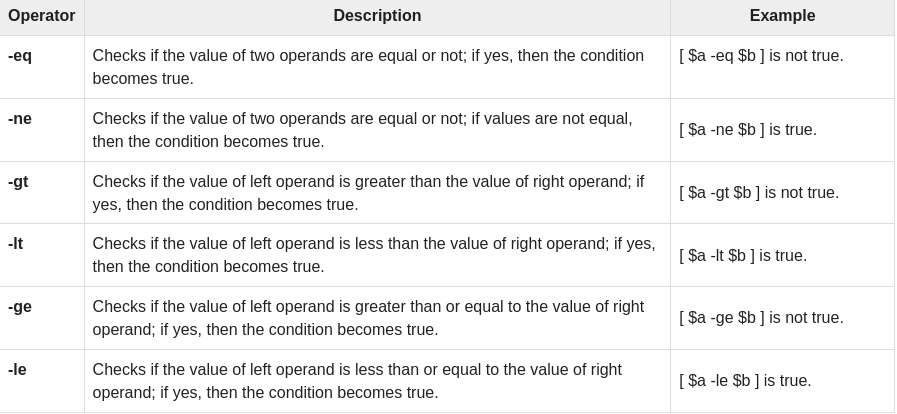 Operator Description Example
-eq Checks if the value of two operands are equal or not; if yes, then the condition [ $a -eq $b ] is not true.
becomes true.
-ne Checks if the value of two operands are equal or not; if values are not equal,
then the condition becomes true.
[ $a -ne $b ] is true.
-gt Checks if the value of left operand is greater than the value of right operand; if
yes, then the condition becomes true.
[ $a -gt $b ] is not true.
-lt Checks if the value of left operand is less than the value of right operand; if yes,
then the condition becomes true.
[ $a -lt $b ] is true.
-ge Checks if the value of left operand is greater than or equal to the value of right
operand; if yes, then the condition becomes true.
[ $a -ge $b ] is not true.
-le Checks if the value of left operand is less than or equal to the value of right
operand; if yes, then the condition becomes true.
[ $a -le $b ] is true.